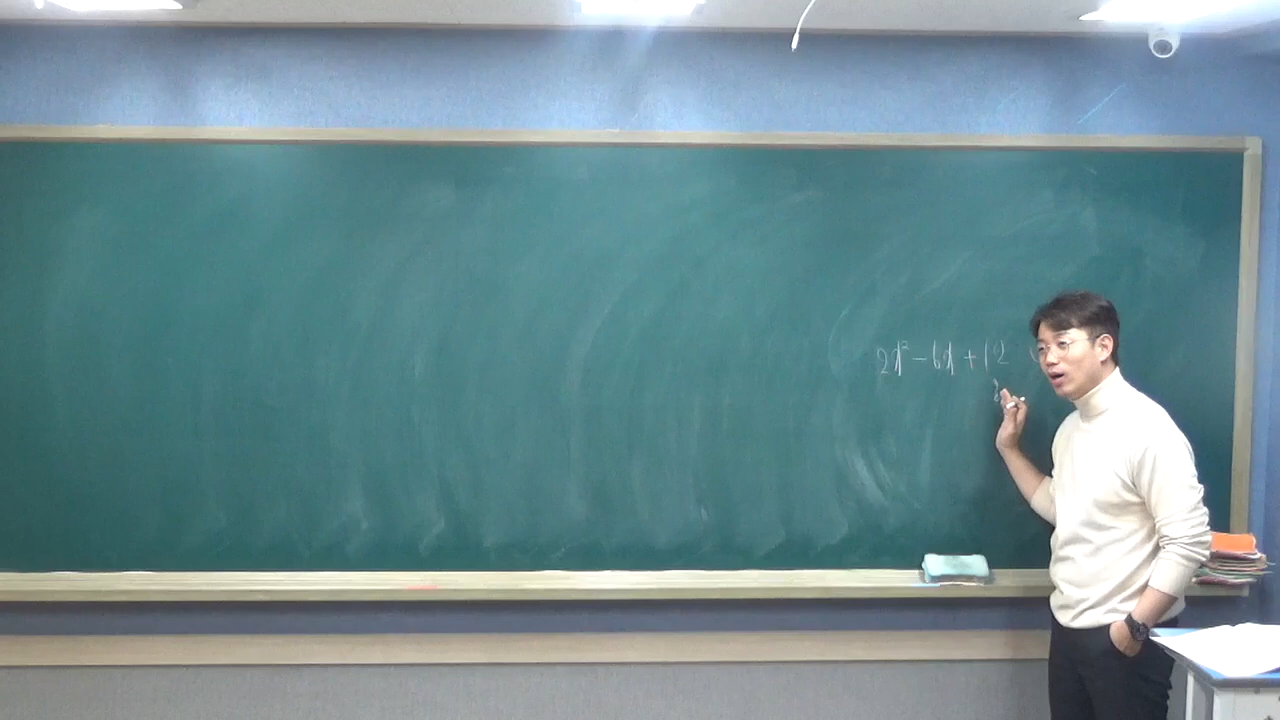 2x² - 6x + 12